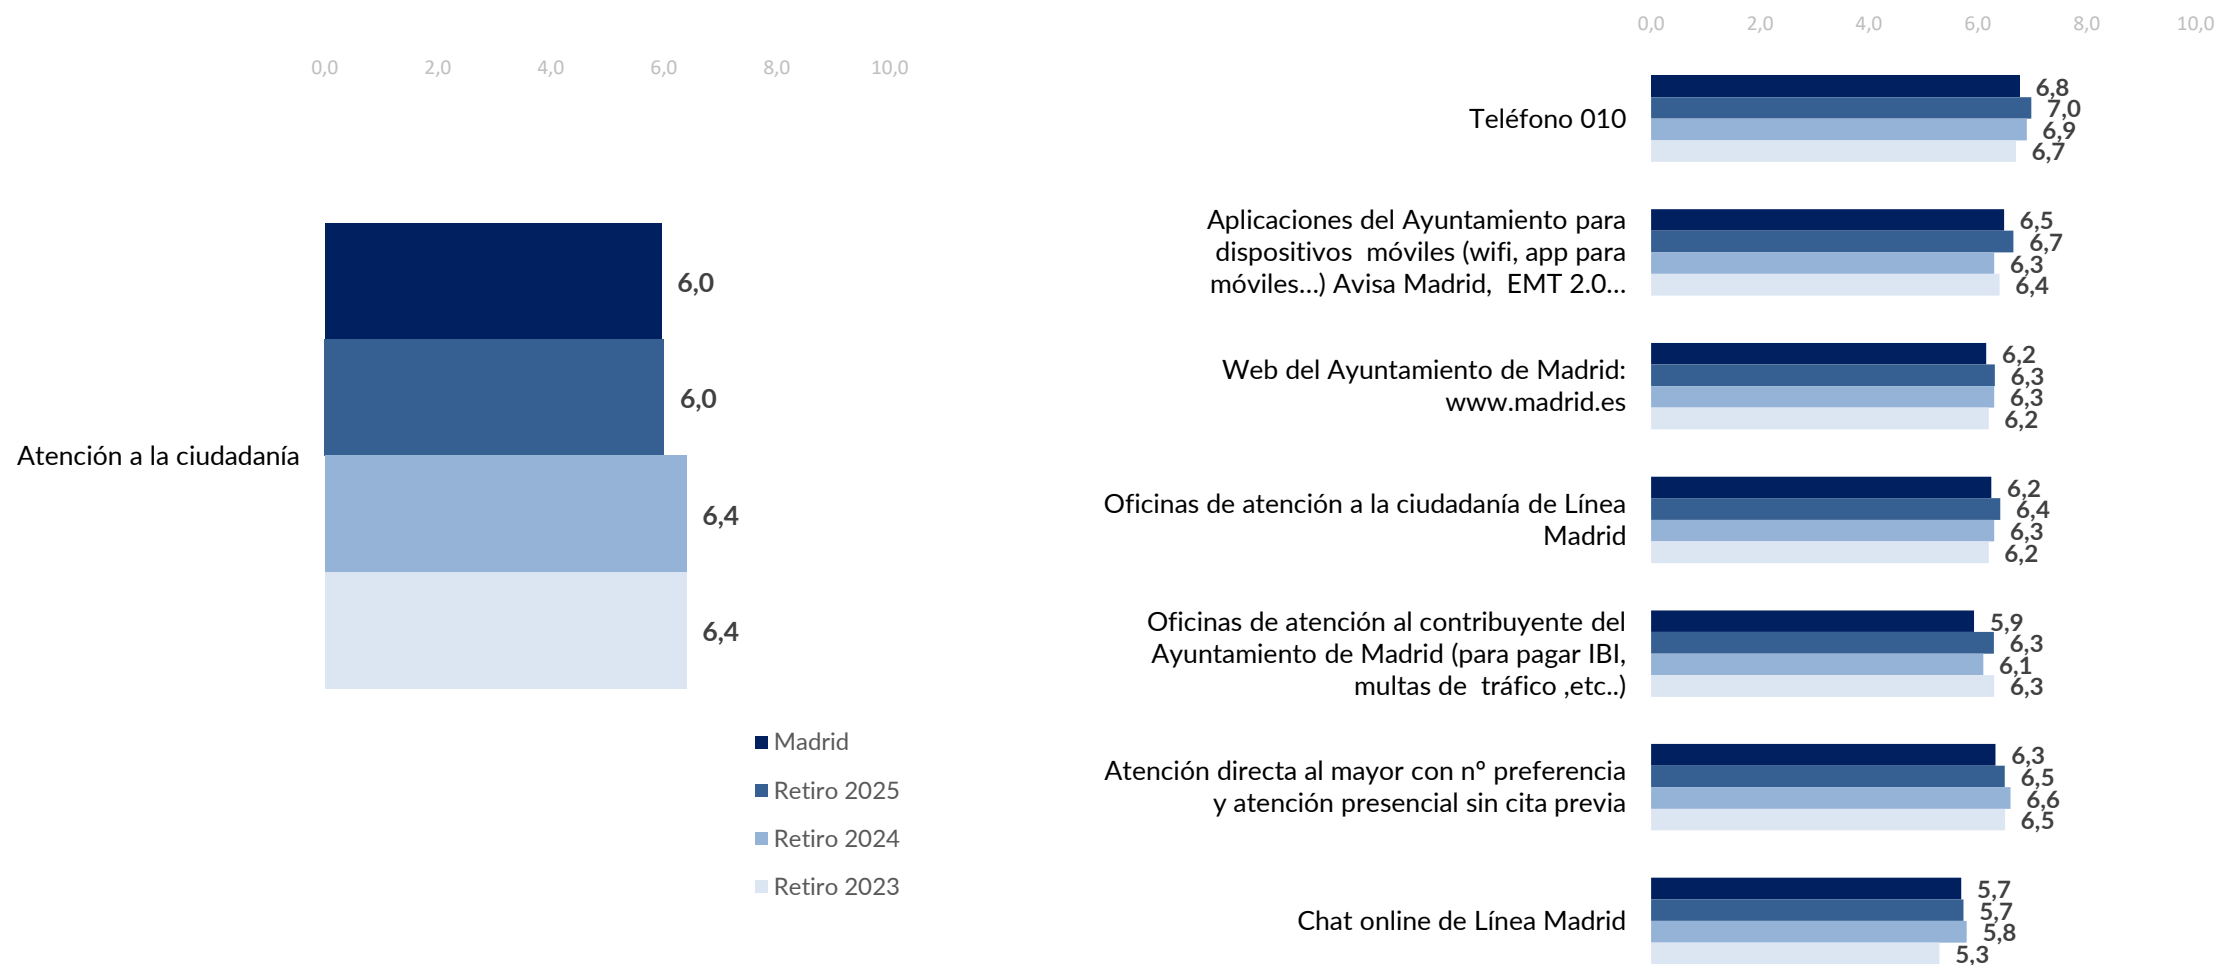 0,0 2,0 4,0 6,0 8,0 10,0
Atención a la ciudadanía
6,0
6,0
6,4
6,4
Madrid
Retiro 2025
Retiro 2024
Retiro 2023
0,0 2,0 4,0 6,0 8,0 10,0
Teléfono 010
6,8
7,0
6,9
6,7
Aplicaciones del Ayuntamiento para
dispositivos  móviles (wifi, app para
móviles...) Avisa Madrid,  EMT 2.0...
6,5
6,7
6,3
6,4
Web del Ayuntamiento de Madrid:
www.madrid.es
6,2
6,3
6,3
6,2
Oficinas de atención a la ciudadanía de Línea
Madrid
6,2
6,4
6,3
6,2
Oficinas de atención al contribuyente del
Ayuntamiento de Madrid (para pagar IBI,
multas de  tráfico ,etc..)
5,9
6,3
6,1
6,3
Atención directa al mayor con nº preferencia
y atención presencial sin cita previa
6,3
6,5
6,6
6,5
Chat online de Línea Madrid
5,7
5,7
5,8
5,3